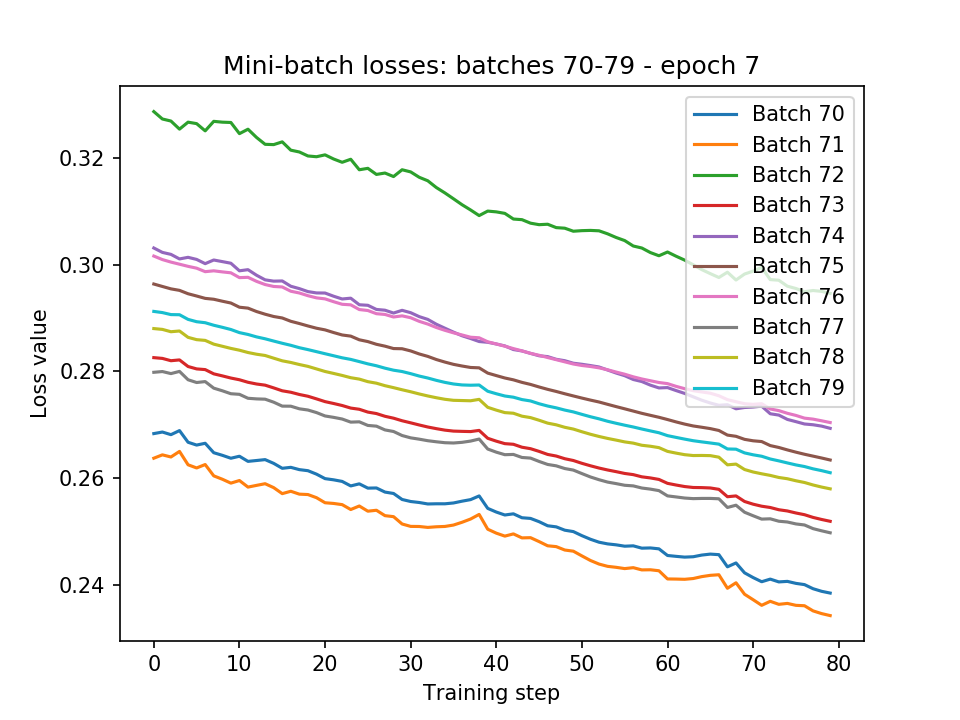 Mini-batch losses: batches 70-79 - epoch 7
Loss value
0.32
0.30
0.28
0.26
0.24
Batch 70
Batch 71
Batch 72
Batch 73
Batch 74
Batch 75
Batch 76
Batch 77
Batch 78
Batch 79
0 10 20 30 40 50 60 70 80
Training step